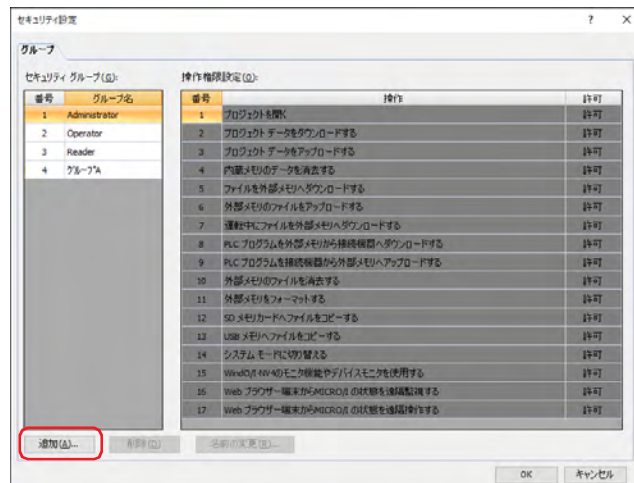 セキュリティ設定
グループ
セキュリティ グループ(G): 操作権限設定(O):
番号 グループ名 番号 操作 許可
1 Administrator 1 プロジェクトを開く 許可
2 Operator 2 プロジェクト データをダウンロードする 許可
3 Reader 3 プロジェクト データをアップロードする 許可
4 グループA 4 内蔵メモリのデータを消去する 許可
5 ファイルを外部メモリへダウンロードする 許可
6 外部メモリのファイルをアップロードする 許可
7 運転中にファイルを外部メモリへダウンロードする 許可
8 PLC プログラムを外部メモリから接続機器へダウンロードする 許可
9 PLC プログラムを接続機器から外部メモリへアップロードする 許可
10 外部メモリのファイルを消去する 許可
11 外部メモリをフォーマットする 許可
12 SD メモリカードへファイルをコピーする 許可
13 USB メモリへファイルをコピーする 許可
14 システム モードに切り替える 許可
15 WindO/I-NV4のモニタ機能やデバイスモニタを使用する 許可
16 Web ブラウザー端末からMICRO/I の状態を遠隔監視する 許可
17 Web ブラウザー端末からMICRO/I の状態を遠隔操作する 許可
追加(A)... 削除(D) 名前の変更(R)...
OK キャンセル